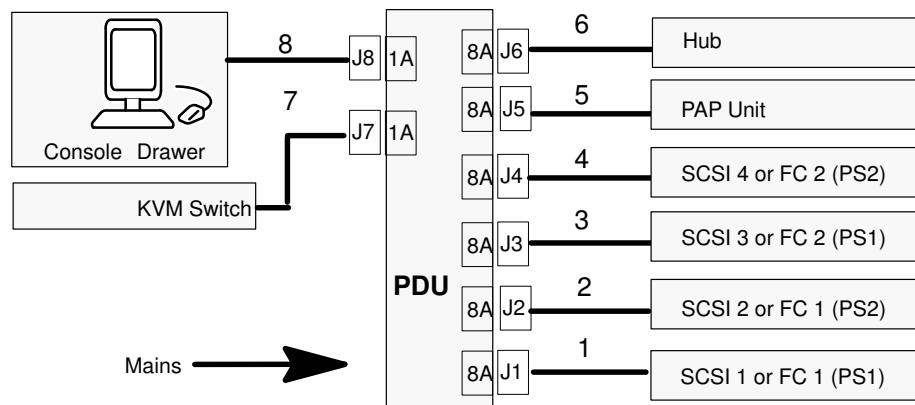 8
J8
1A
Console Drawer
7
J7
1A
KVM Switch
PDU
Mains
8A
J6
6
Hub
8A
J5
5
PAP Unit
8A
J4
4
SCSI 4 or FC 2 (PS2)
8A
J3
3
SCSI 3 or FC 2 (PS1)
8A
J2
2
SCSI 2 or FC 1 (PS2)
8A
J1
1
SCSI 1 or FC 1 (PS1)